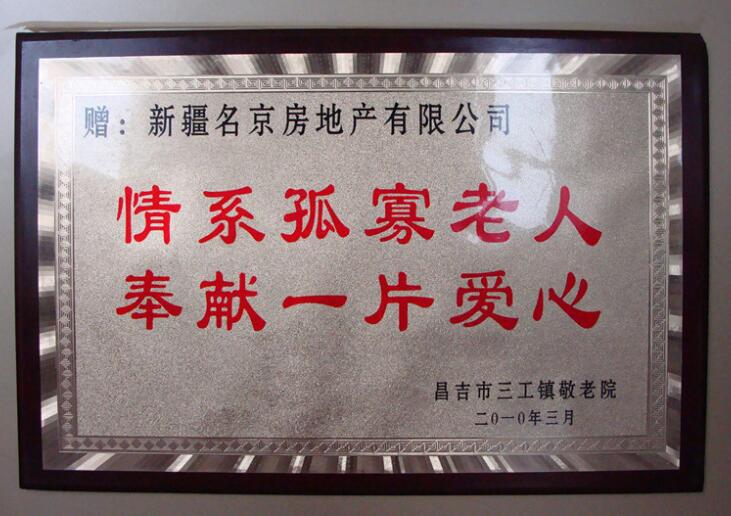 赠：新疆名京房地产有限公司
情系孤寡老人
奉献一片爱心
昌吉市三工镇敬老院
二0一0年三月